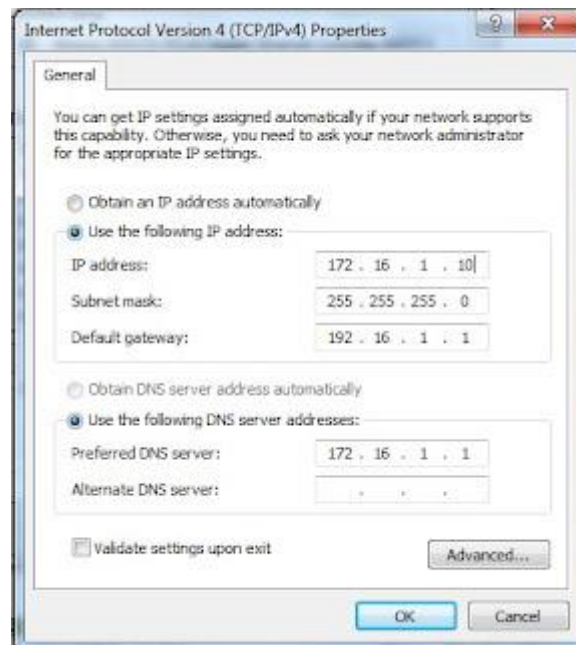 Internet Protocol Version 4 (TCP/IPv4) Properties
General
You can get IP settings assigned automatically if your network supports
this capability. Otherwise, you need to ask your network administrator
for the appropriate IP settings.
Obtain an IP address automatically
Use the following IP address:
IP address: 172 . 16 . 1 . 10
Subnet mask: 255 . 255 . 255 . 0
Default gateway: 192 . 16 . 1 . 1
Obtain DNS server address automatically
Use the following DNS server addresses:
Preferred DNS server: 172 . 16 . 1 . 1
Alternate DNS server: . . .
Validate settings upon exit
Advanced...
OK Cancel